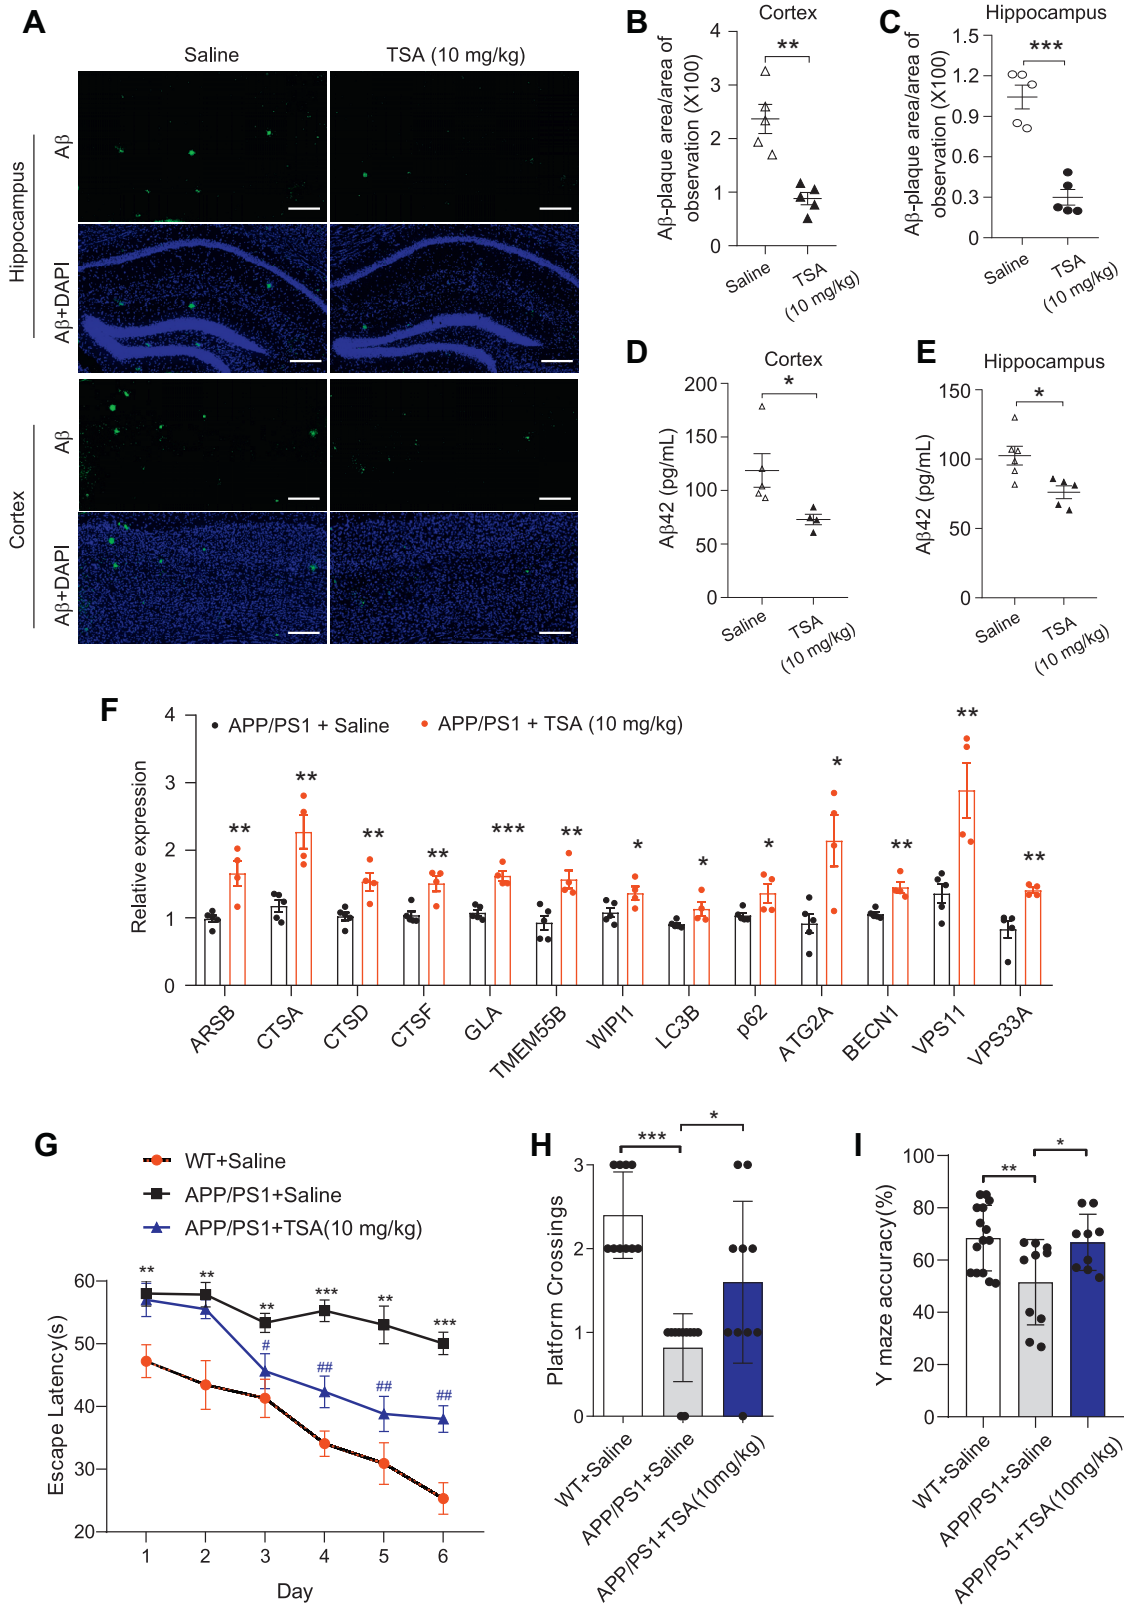 A
Saline
TSA (10 mg/kg)
Hippocampus
Aβ
Aβ+DAPI
Cortex
Aβ
Aβ+DAPI
B
Cortex
Aβ-plaque area/area of
observation (X100)
4
3
2
1
0
**
Saline
TSA
(10 mg/kg)
C
Hippocampus
Aβ-plaque area/area of
observation (X100)
1.5
1.2
0.9
0.6
0.3
0.0
***
Saline
TSA
(10 mg/kg)
D
Cortex
Aβ42 (pg/mL)
200
150
100
50
0
*
Saline
TSA
(10 mg/kg)
E
Hippocampus
Aβ42 (pg/mL)
150
100
50
0
*
Saline
TSA
(10 mg/kg)
F
APP/PS1 + Saline
APP/PS1 + TSA (10 mg/kg)
Relative expression
4
3
2
1
0
** ** ** ** *** ** * * * * ** ** **
ARSB
CTSA
CTSD
CTSF
GLA
TMEM55B
WIPI1
LC3B
p62
ATG2A
BECN1
VPS11
VPS33A
G
WT+Saline
APP/PS1+Saline
APP/PS1+TSA(10 mg/kg)
Escape Latency(s)
60
50
40
30
20
** ** ** *** ** ***
# ## ## ##
1 2 3 4 5 6
Day
H
Platform Crossings
3
2
1
0
*** *
WT+Saline
APP/PS1+Saline
APP/PS1+TSA(10mg/kg)
I
Y maze accuracy(%)
100
80
60
40
20
0
** *
WT+Saline
APP/PS1+Saline
APP/PS1+TSA(10mg/kg)